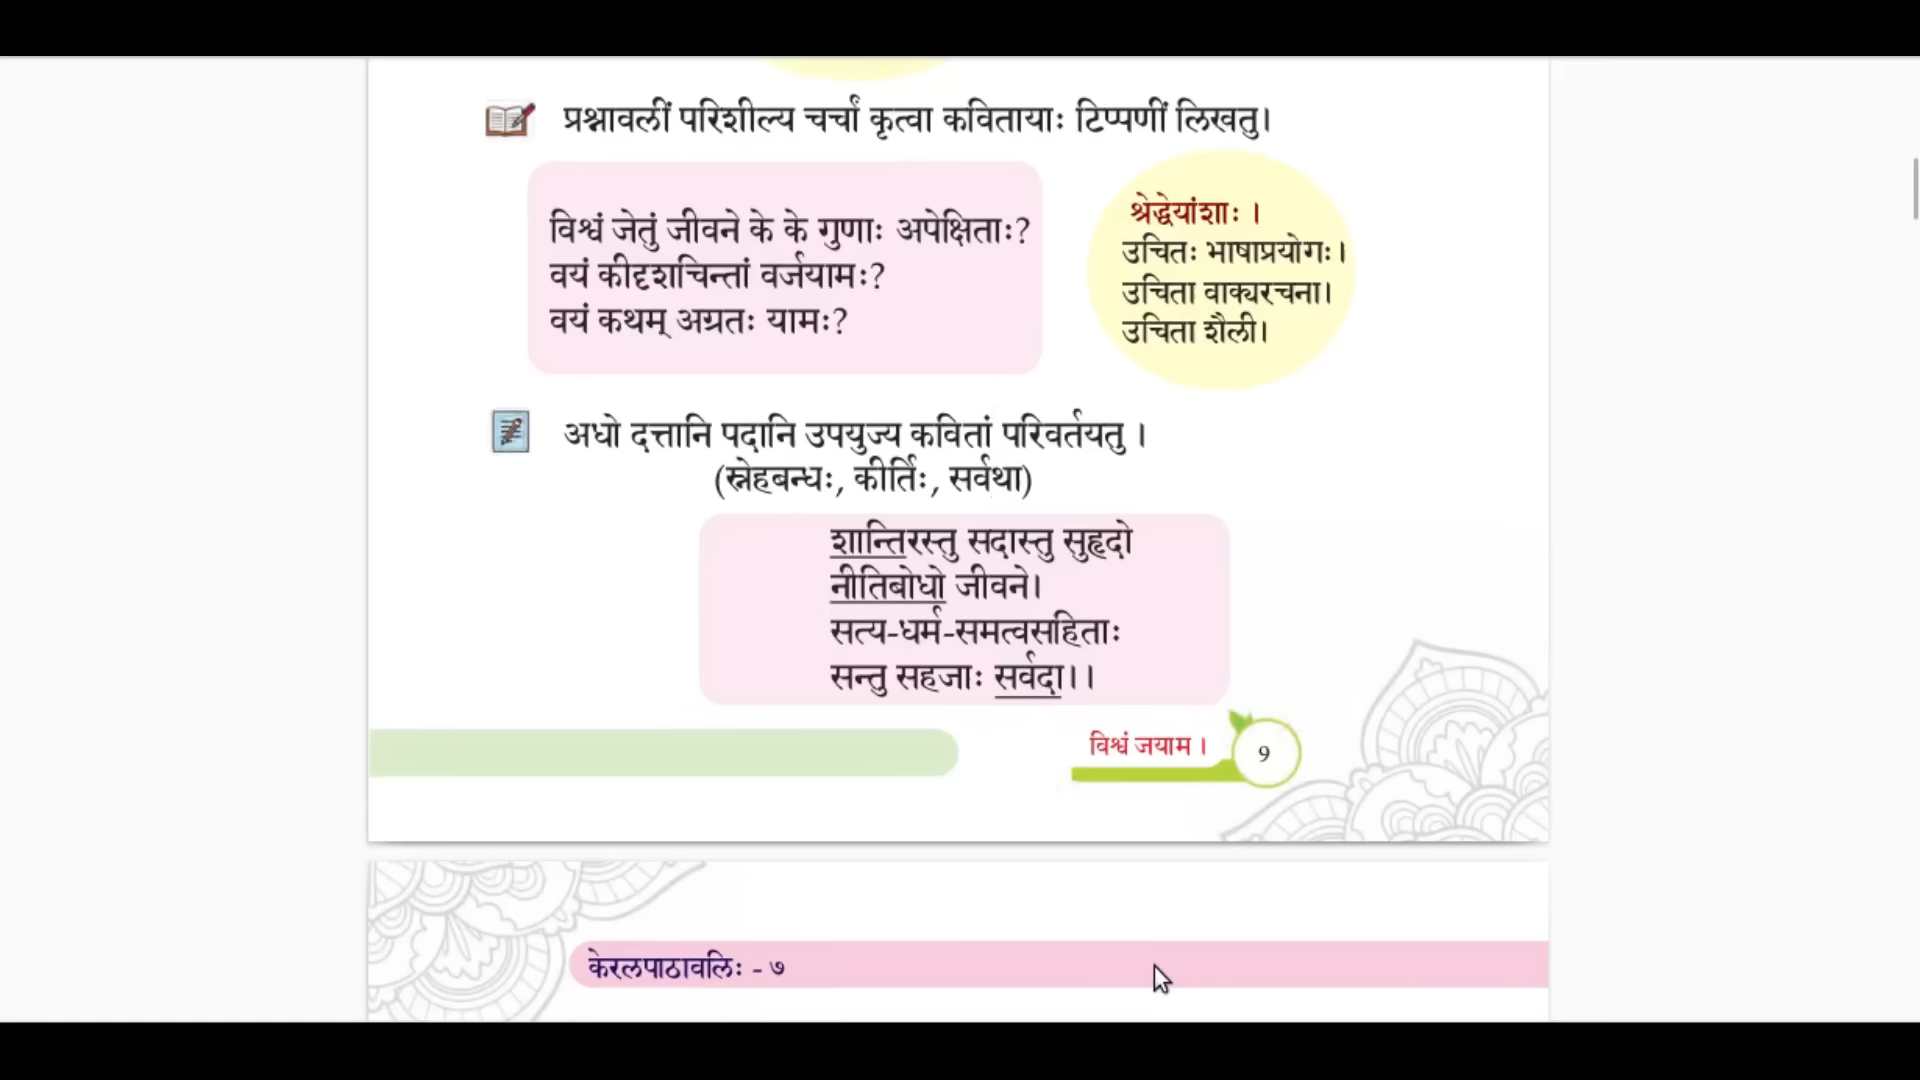 प्रश्नावलीं परिशील्य चर्चां कृत्वा कवितायाः टिप्पणीं लिखतु।
विश्वं जेतुं जीवने के के गुणाः अपेक्षिताः?
वयं कीदृशचिन्तां वर्जयामः?
वयं कथम् अग्रतः यामः?
श्रेद्धेयांशाः ।
उचितः भाषाप्रयोगः।
उचिता वाक्यरचना।
उचिता शैली।
अधो दत्तानि पदानि उपयुज्य कवितां परिवर्तयतु ।
(स्नेहबन्धः, कीर्तिः, सर्वथा)
शान्तिरस्तु सदास्तु सुहृदो
नीतिबोधो जीवने।
सत्य-धर्म-समत्वसहिताः
सन्तु सहजाः सर्वदा।।
विश्वं जयाम ।
9
केरलपाठावलिः - ७